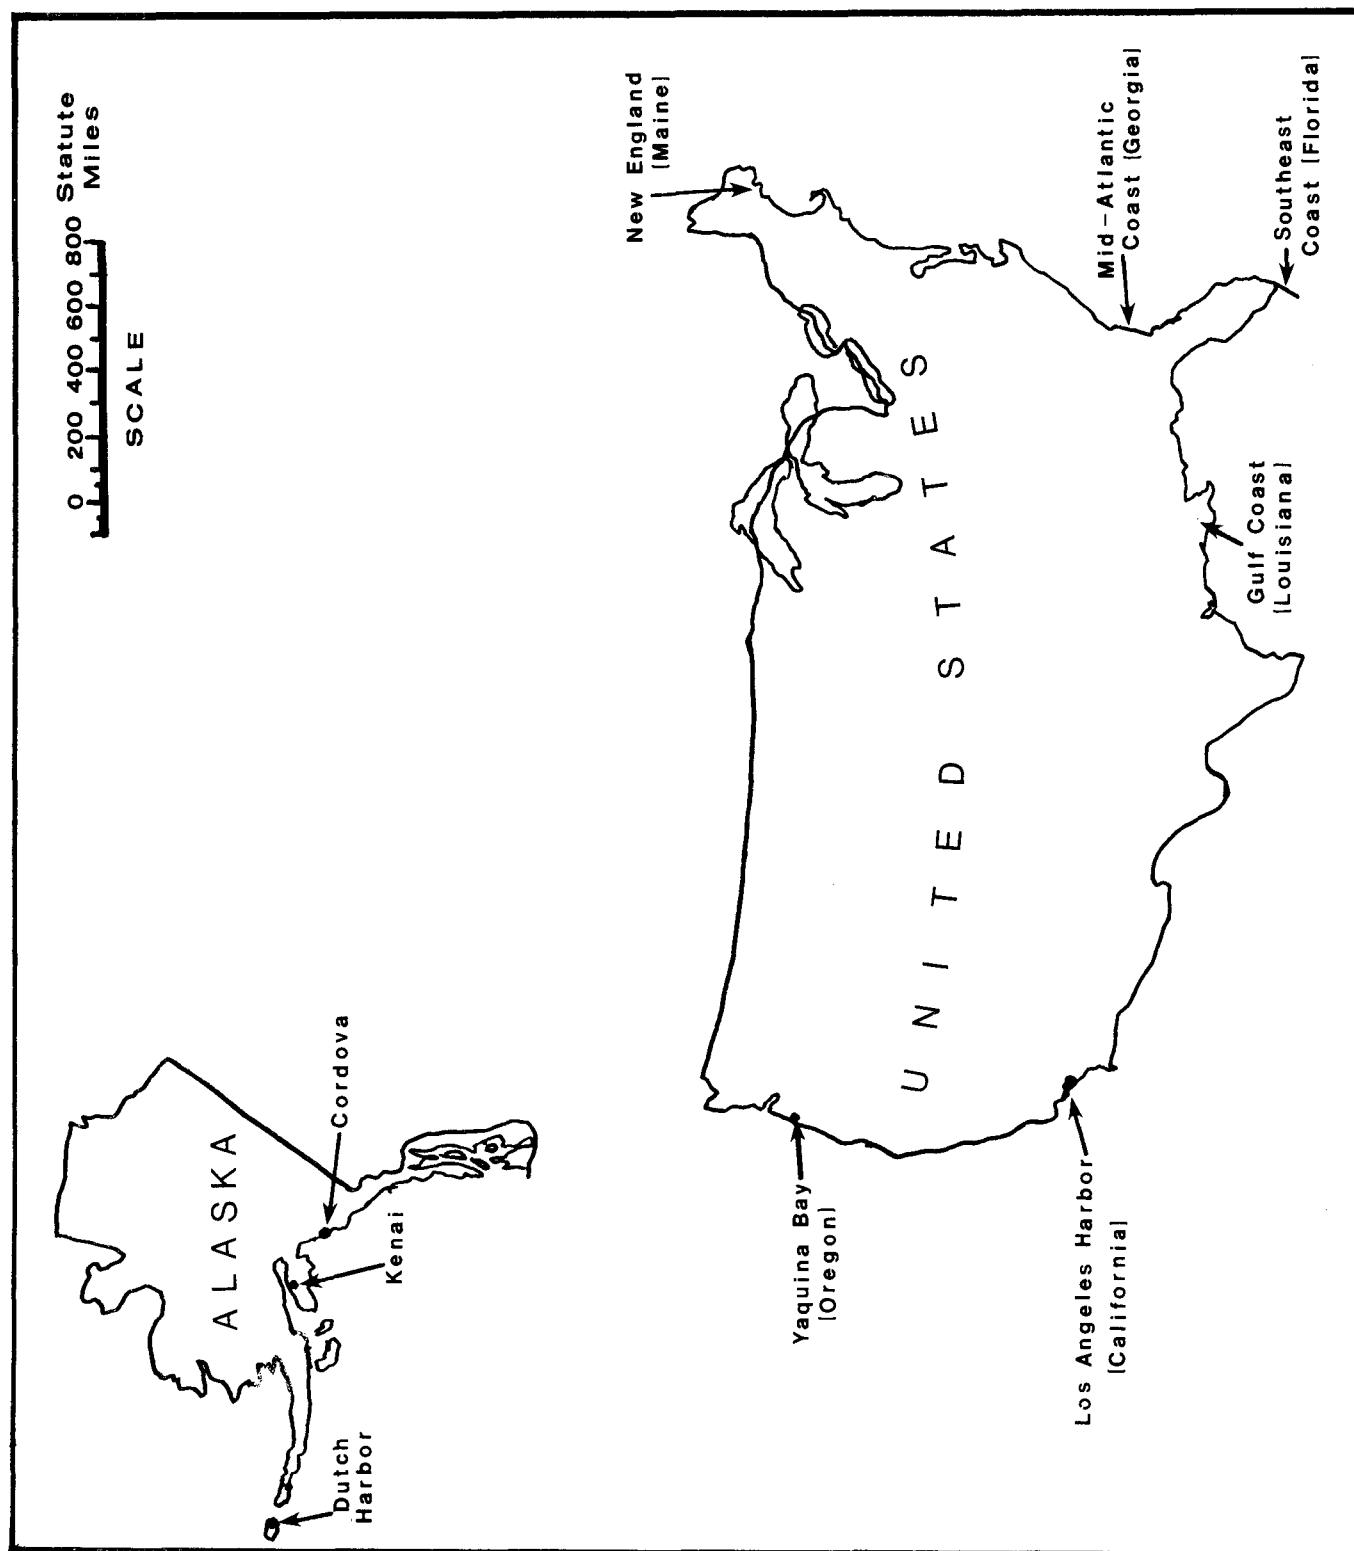 0 200 400 600 800 Statute
Miles
SCALE
ALASKA
Cordova
Kenai
Dutch
Harbor
New England
[Maine]
UNITED STATES
Mid-Atlantic
Coast [Georgia]
Southeast
Coast [Florida]
Gulf Coast
[Louisiana]
Yaquina Bay
[Oregon]
Los Angeles Harbor
[California]